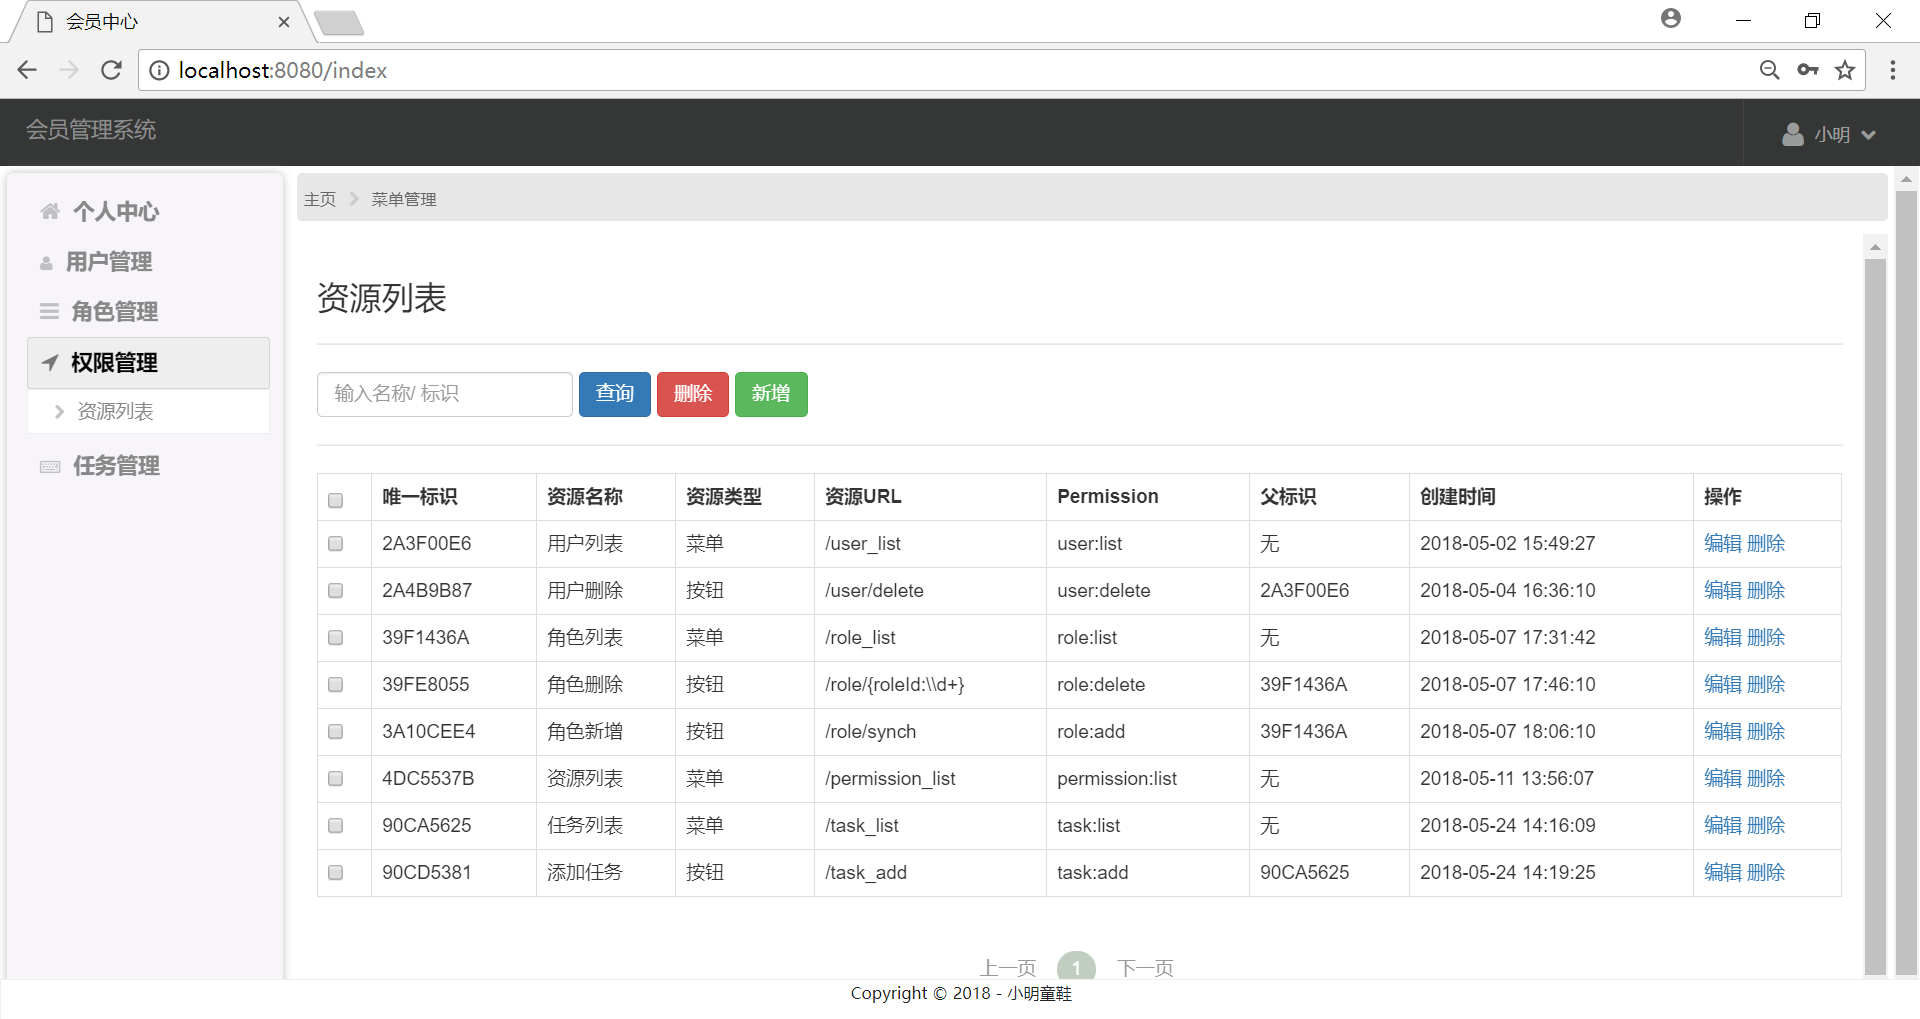 会员中心
localhost:8080/index
会员管理系统
小明
个人中心
用户管理
角色管理
权限管理
资源列表
任务管理
主页 菜单管理
资源列表
输入名称/ 标识 查询 删除 新增
唯一标识 资源名称 资源类型 资源URL Permission 父标识 创建时间 操作
2A3F00E6 用户列表 菜单 /user_list user:list 无 2018-05-02 15:49:27 编辑 删除
2A4B9B87 用户删除 按钮 /user/delete user:delete 2A3F00E6 2018-05-04 16:36:10 编辑 删除
39F1436A 角色列表 菜单 /role_list role:list 无 2018-05-07 17:31:42 编辑 删除
39FE8055 角色删除 按钮 /role/{roleId:\\d+} role:delete 39F1436A 2018-05-07 17:46:10 编辑 删除
3A10CEE4 角色新增 按钮 /role/synch role:add 39F1436A 2018-05-07 18:06:10 编辑 删除
4DC5537B 资源列表 菜单 /permission_list permission:list 无 2018-05-11 13:56:07 编辑 删除
90CA5625 任务列表 菜单 /task_list task:list 无 2018-05-24 14:16:09 编辑 删除
90CD5381 添加任务 按钮 /task_add task:add 90CA5625 2018-05-24 14:19:25 编辑 删除
上一页 1 下一页
Copyright © 2018 - 小明童鞋